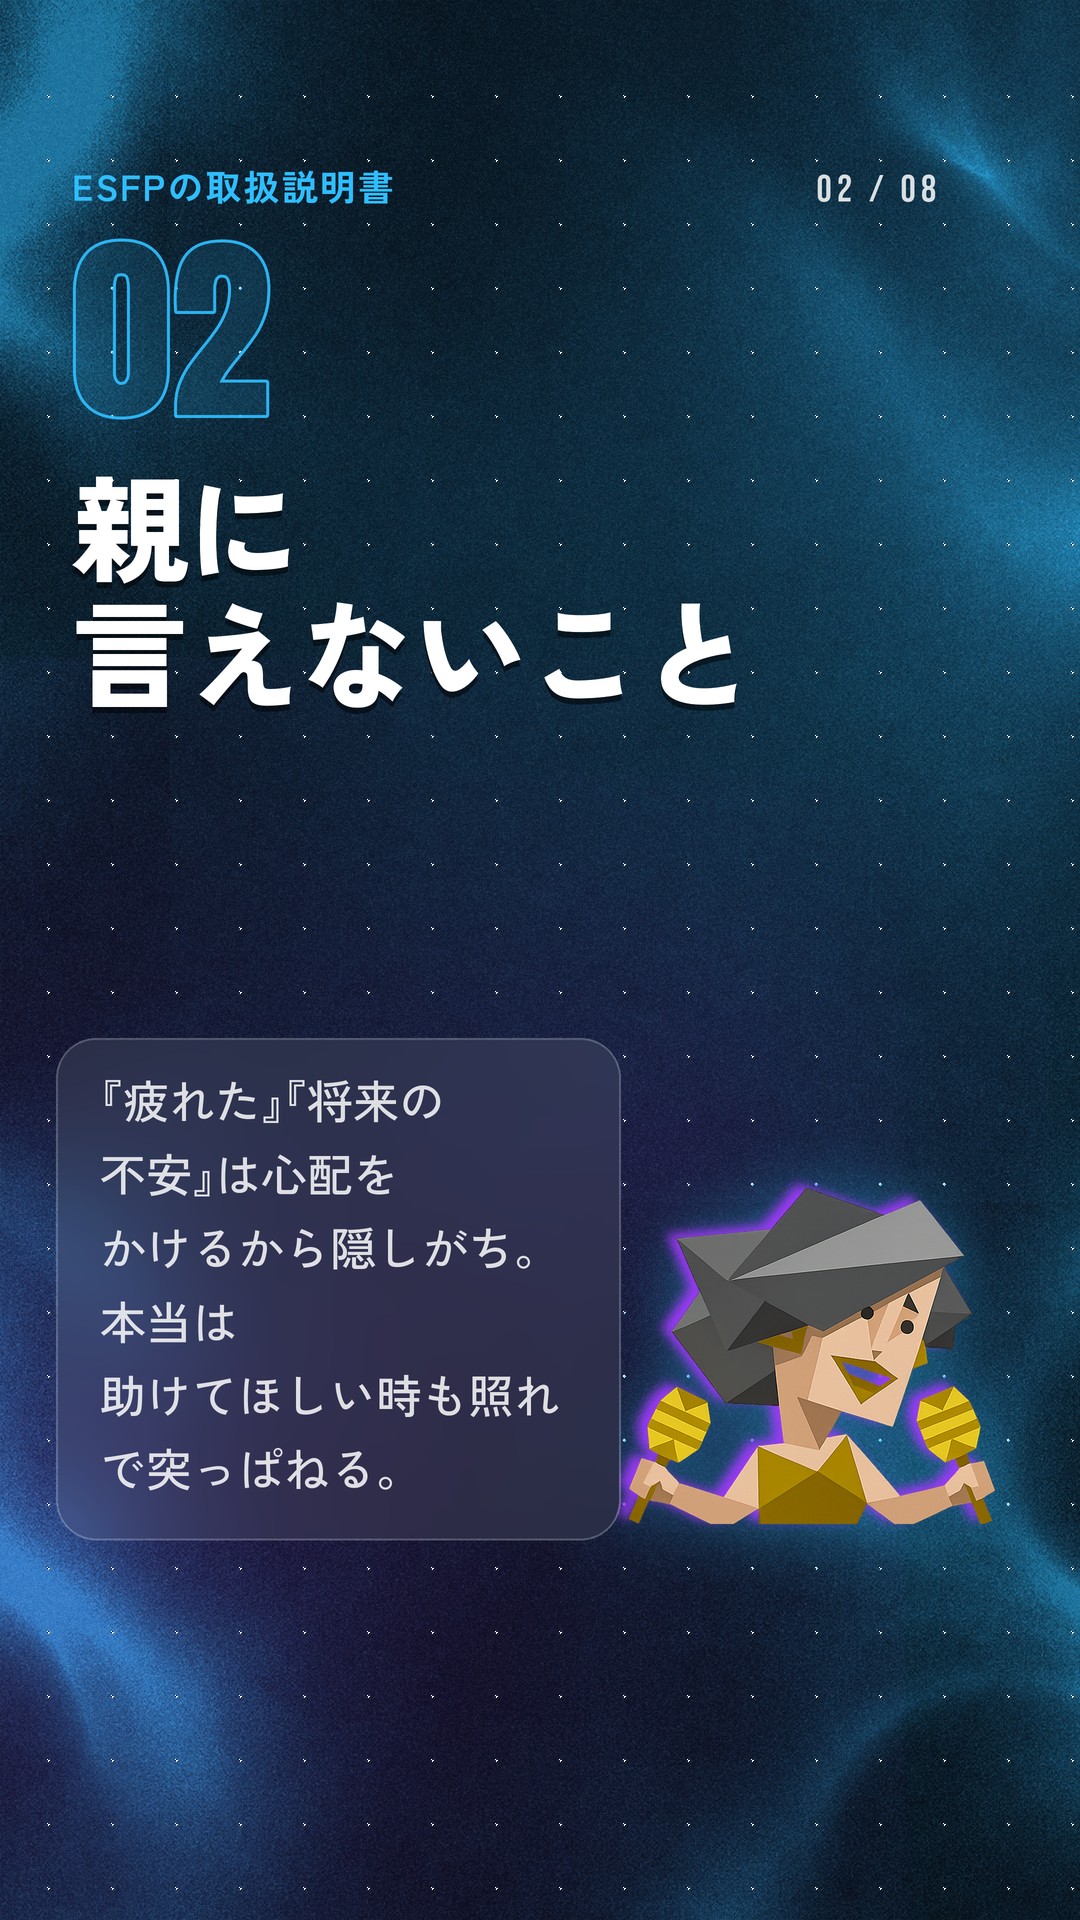 ESFPの取扱説明書
02 / 08
02
親に
言えないこと
『疲れた』『将来の
不安』は心配を
かけるから隠しがち。
本当は
助けてほしい時も照れ
で突っぱねる。